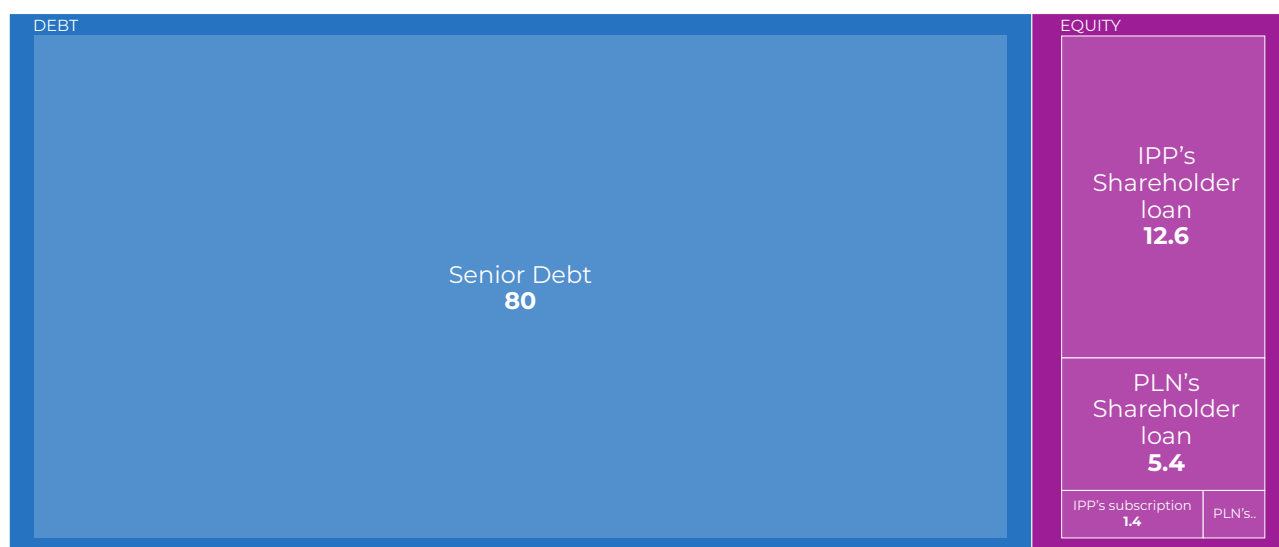 DEBT
Senior Debt
80
EQUITY
IPP’s
Shareholder
loan
12.6
PLN’s
Shareholder
loan
5.4
IPP’s subscription
1.4
PLN’s..